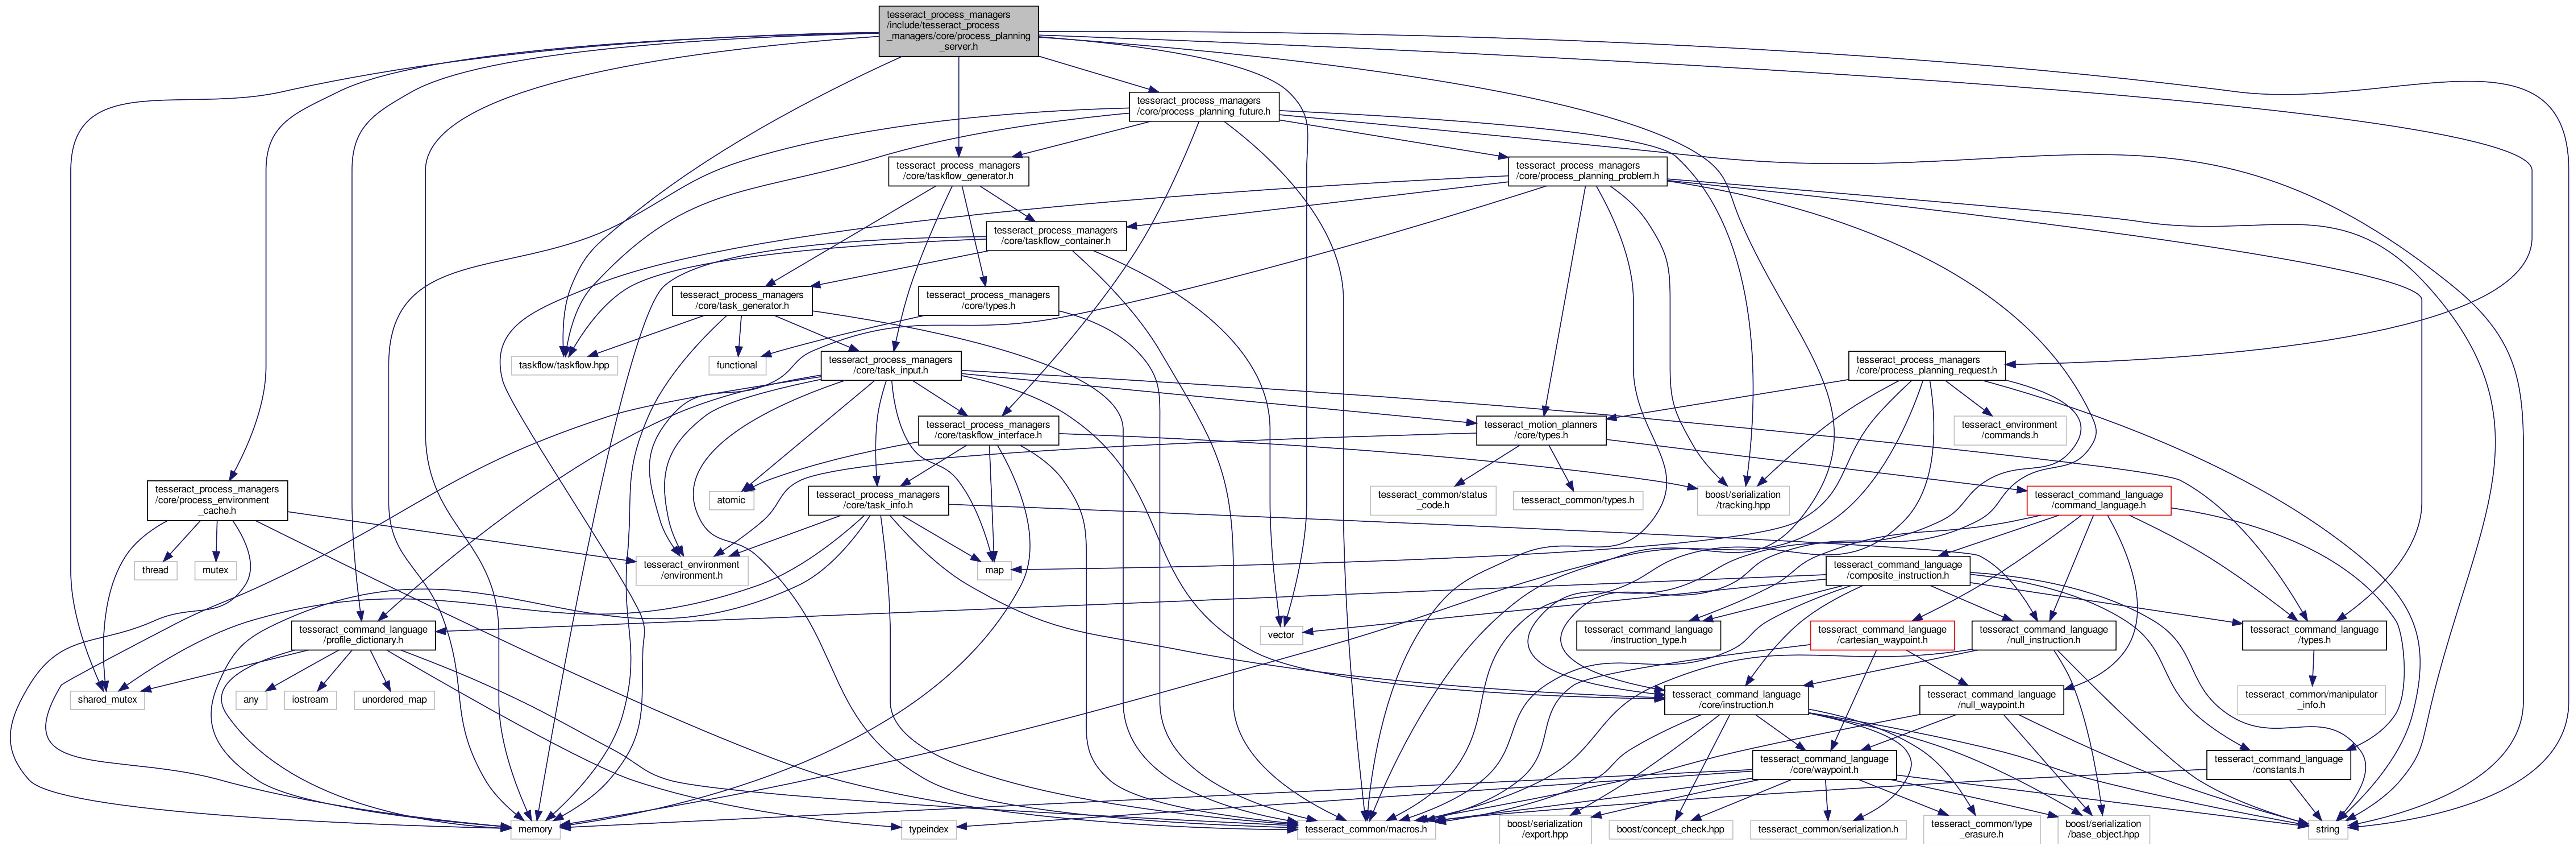 tesseract_process_managers
/include/tesseract_process
_managers/core/process_planning
_server.h
tesseract_process_managers
/core/process_planning_future.h
tesseract_process_managers
/core/taskflow_generator.h
tesseract_process_managers
/core/process_planning_problem.h
tesseract_process_managers
/core/taskflow_container.h
tesseract_process_managers
/core/task_generator.h
tesseract_process_managers
/core/types.h
taskflow/taskflow.hpp
functional
tesseract_process_managers
/core/task_input.h
tesseract_process_managers
/core/process_planning_request.h
tesseract_process_managers
/core/taskflow_interface.h
tesseract_motion_planners
/core/types.h
tesseract_environment
/commands.h
tesseract_process_managers
/core/process_environment
_cache.h
atomic
tesseract_process_managers
/core/task_info.h
tesseract_common/status
_code.h
tesseract_common/types.h
boost/serialization
/tracking.hpp
tesseract_command_language
/command_language.h
thread
mutex
tesseract_environment
/environment.h
map
tesseract_command_language
/composite_instruction.h
tesseract_command_language
/profile_dictionary.h
vector
tesseract_command_language
/instruction_type.h
tesseract_command_language
/cartesian_waypoint.h
tesseract_command_language
/null_instruction.h
tesseract_command_language
/types.h
shared_mutex
any
iostream
unordered_map
tesseract_command_language
/core/instruction.h
tesseract_command_language
/null_waypoint.h
tesseract_common/manipulator
_info.h
tesseract_command_language
/core/waypoint.h
tesseract_command_language
/constants.h
memory
typeindex
tesseract_common/macros.h
boost/serialization
/export.hpp
boost/concept_check.hpp
tesseract_common/serialization.h
tesseract_common/type
_erasure.h
boost/serialization
/base_object.hpp
string